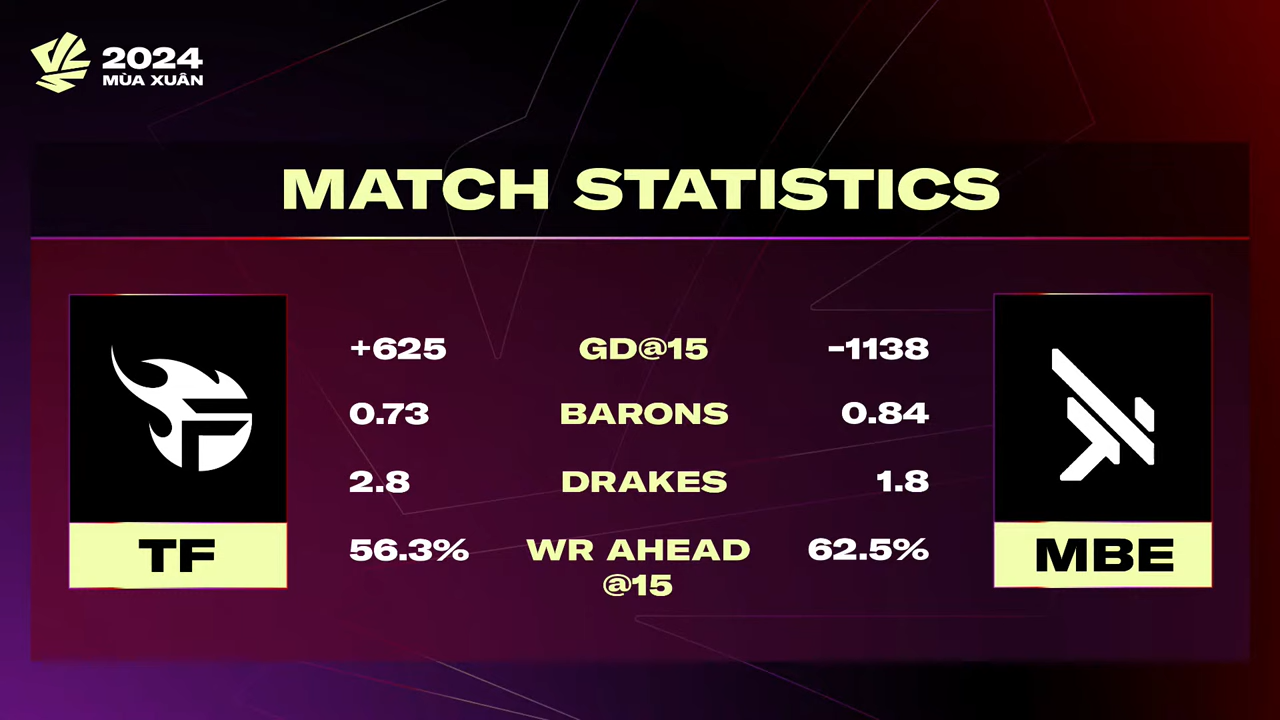 2024
MÙA XUÂN
MATCH STATISTICS
+625 GD@15 -1138
0.73 BARONS 0.84
2.8 DRAKES 1.8
56.3% WR AHEAD 62.5%
@15
TF
MBE